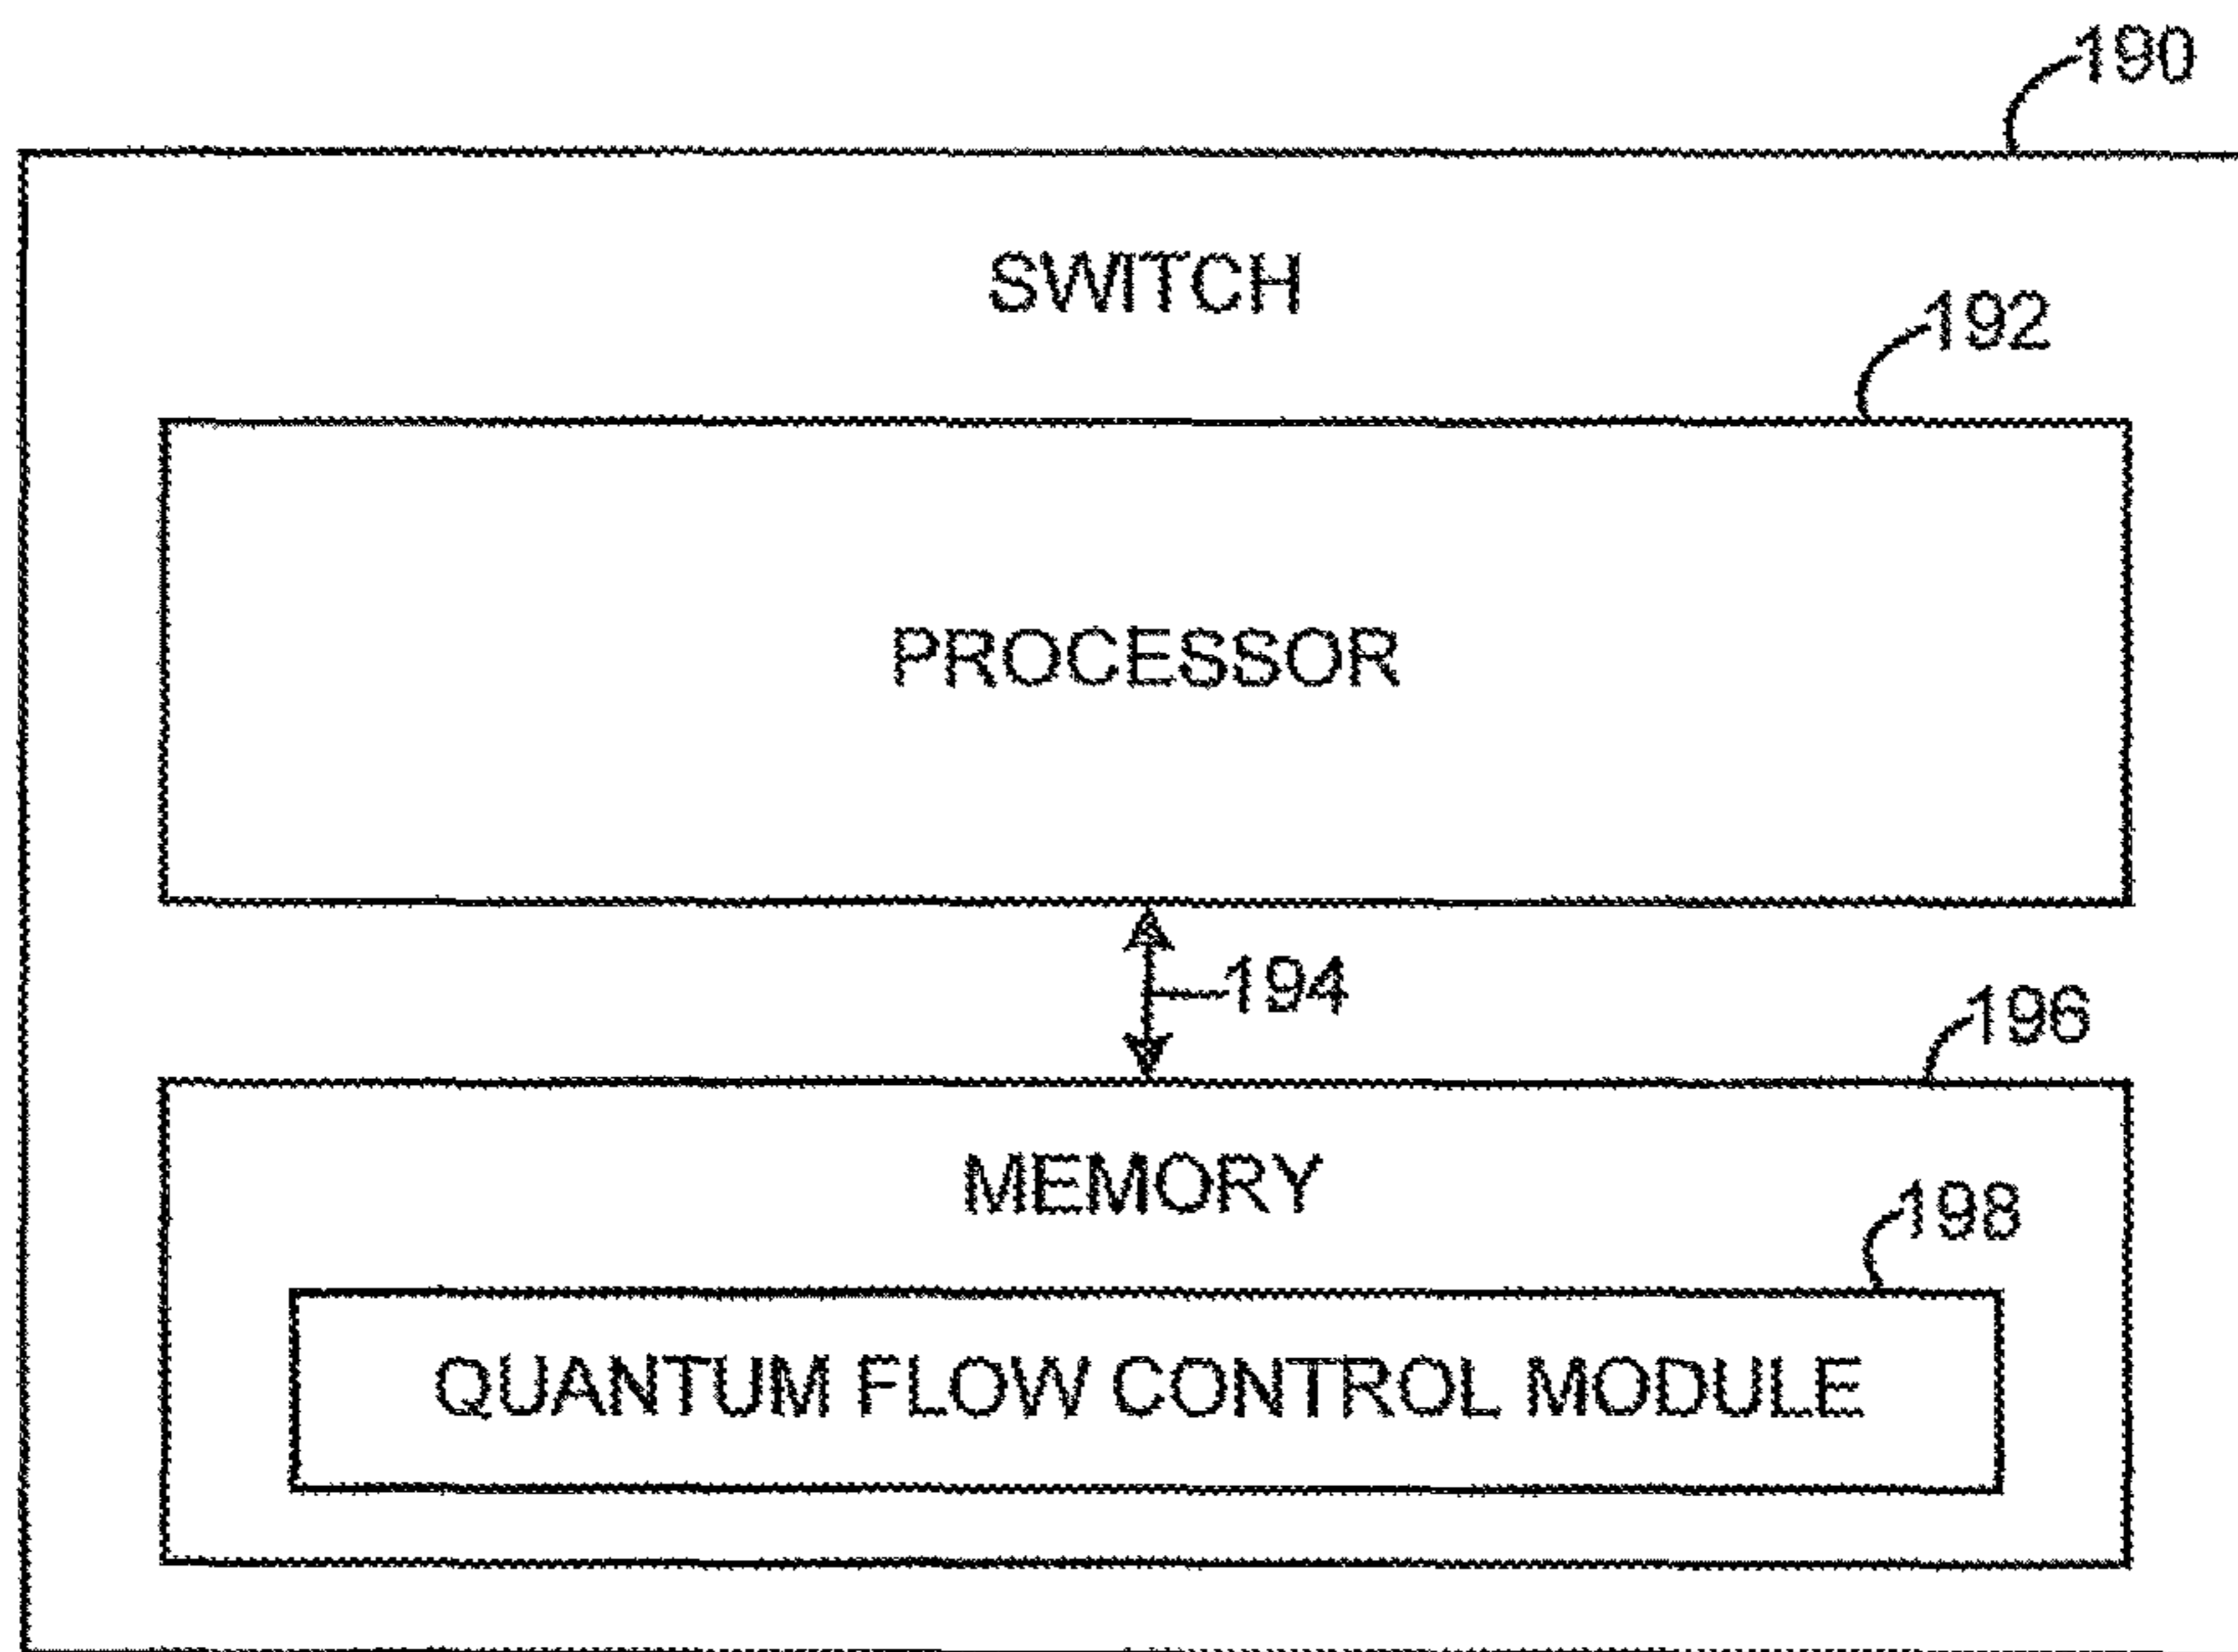 190
SWITCH
192
PROCESSOR
194
196
MEMORY
198
QUANTUM FLOW CONTROL MODULE